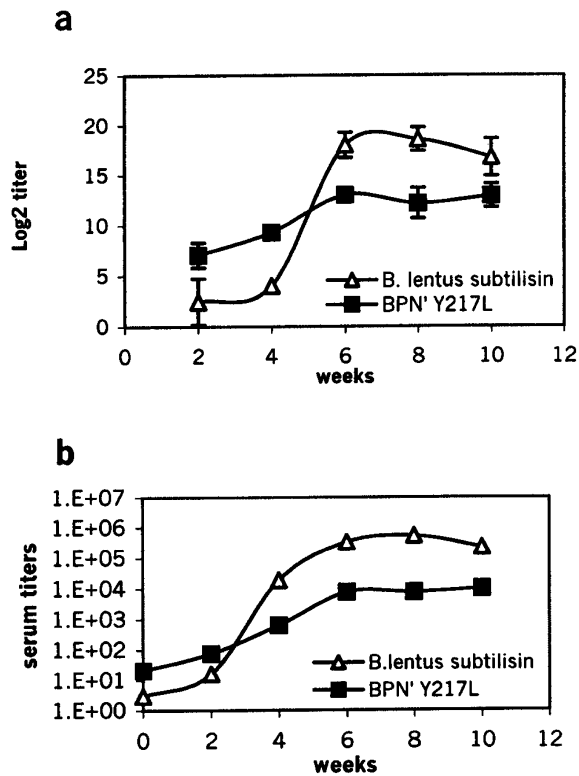 a
25
20
15
10
5
0
Log2 titer
B. lentus subtilisin
BPN' Y217L
0 2 4 6 8 10 12
weeks
b
1.E+07
1.E+06
1.E+05
1.E+04
1.E+03
1.E+02
1.E+01
1.E+00
serum titers
B.lentus subtilisin
BPN' Y217L
0 2 4 6 8 10 12
weeks